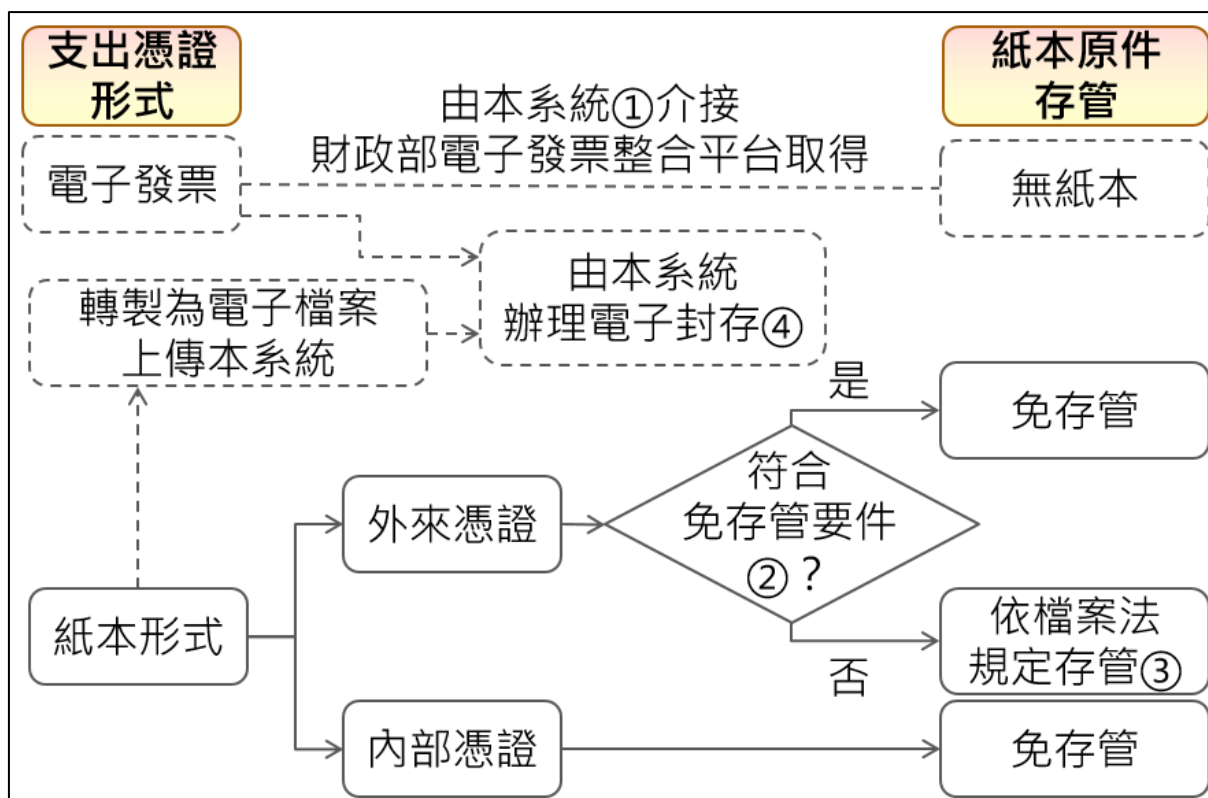 支出憑證
形式
紙本原件
存管
由本系統①介接
財政部電子發票整合平台取得
電子發票
無紙本
由本系統
辦理電子封存④
轉製為電子檔案
上傳本系統
是
免存管
符合
免存管要件
②？
外來憑證
紙本形式
依檔案法
規定存管③
否
內部憑證
免存管